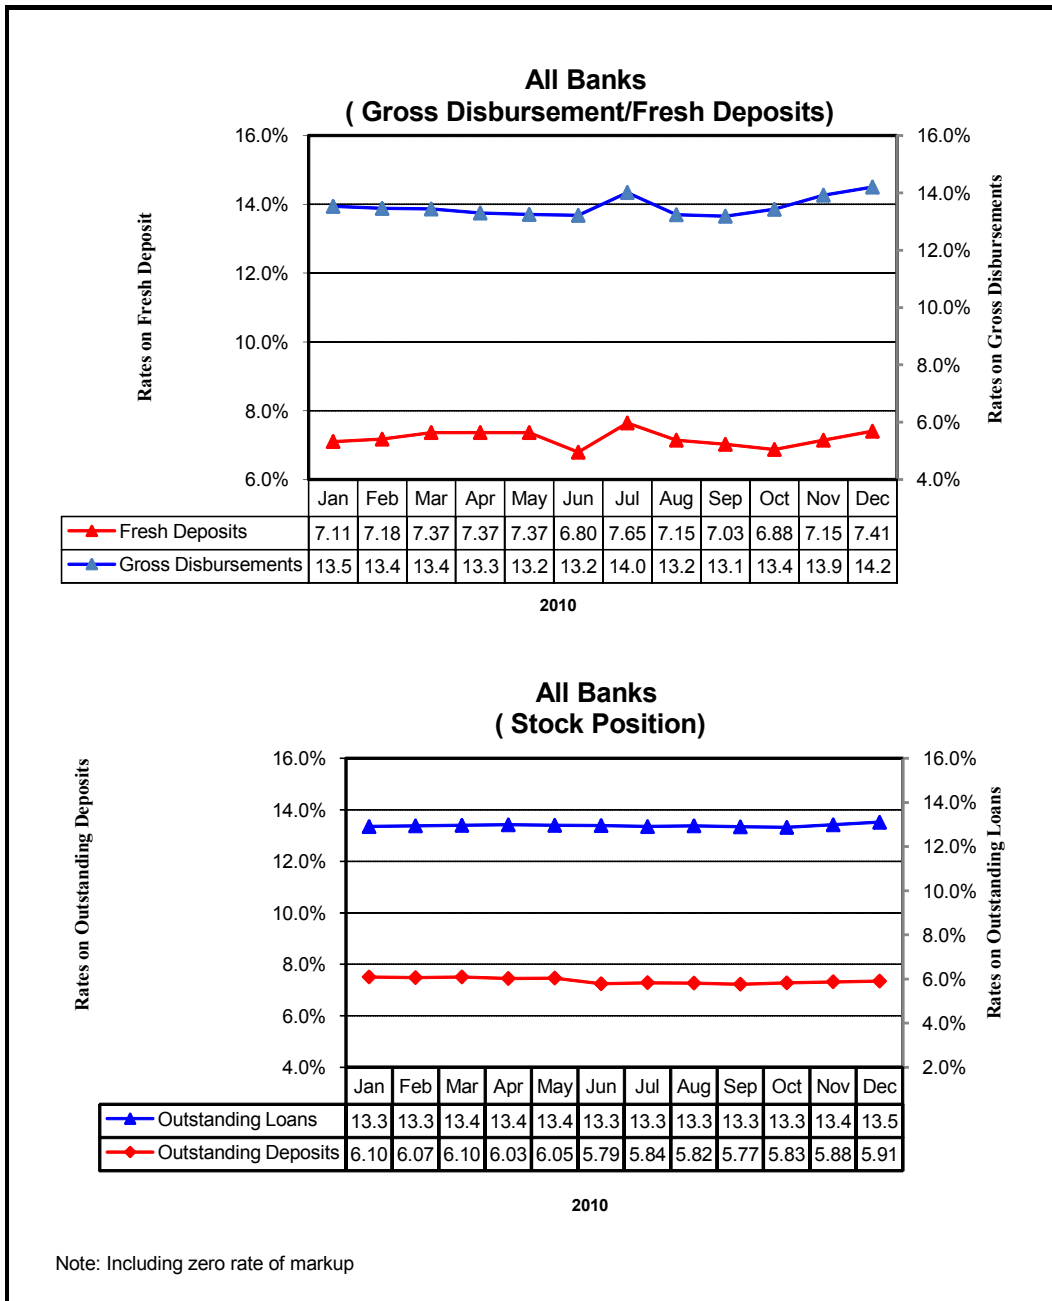 All Banks
( Gross Disbursement/Fresh Deposits)
Rates on Fresh Deposit
16.0%
14.0%
12.0%
10.0%
8.0%
6.0%
16.0%
14.0%
12.0%
10.0%
8.0%
6.0%
4.0%
Rates on Gross Disbursements
Jan Feb Mar Apr May Jun Jul Aug Sep Oct Nov Dec
Fresh Deposits 7.11 7.18 7.37 7.37 7.37 6.80 7.65 7.15 7.03 6.88 7.15 7.41
Gross Disbursements 13.5 13.4 13.4 13.3 13.2 13.2 14.0 13.2 13.1 13.4 13.9 14.2
2010
All Banks
( Stock Position)
Rates on Outstanding Deposits
16.0%
14.0%
12.0%
10.0%
8.0%
6.0%
4.0%
16.0%
14.0%
12.0%
10.0%
8.0%
6.0%
4.0%
2.0%
Rates on Outstanding Loans
Jan Feb Mar Apr May Jun Jul Aug Sep Oct Nov Dec
Outstanding Loans 13.3 13.3 13.4 13.4 13.4 13.3 13.3 13.3 13.3 13.3 13.4 13.5
Outstanding Deposits 6.10 6.07 6.10 6.03 6.05 5.79 5.84 5.82 5.77 5.83 5.88 5.91
2010
Note: Including zero rate of markup